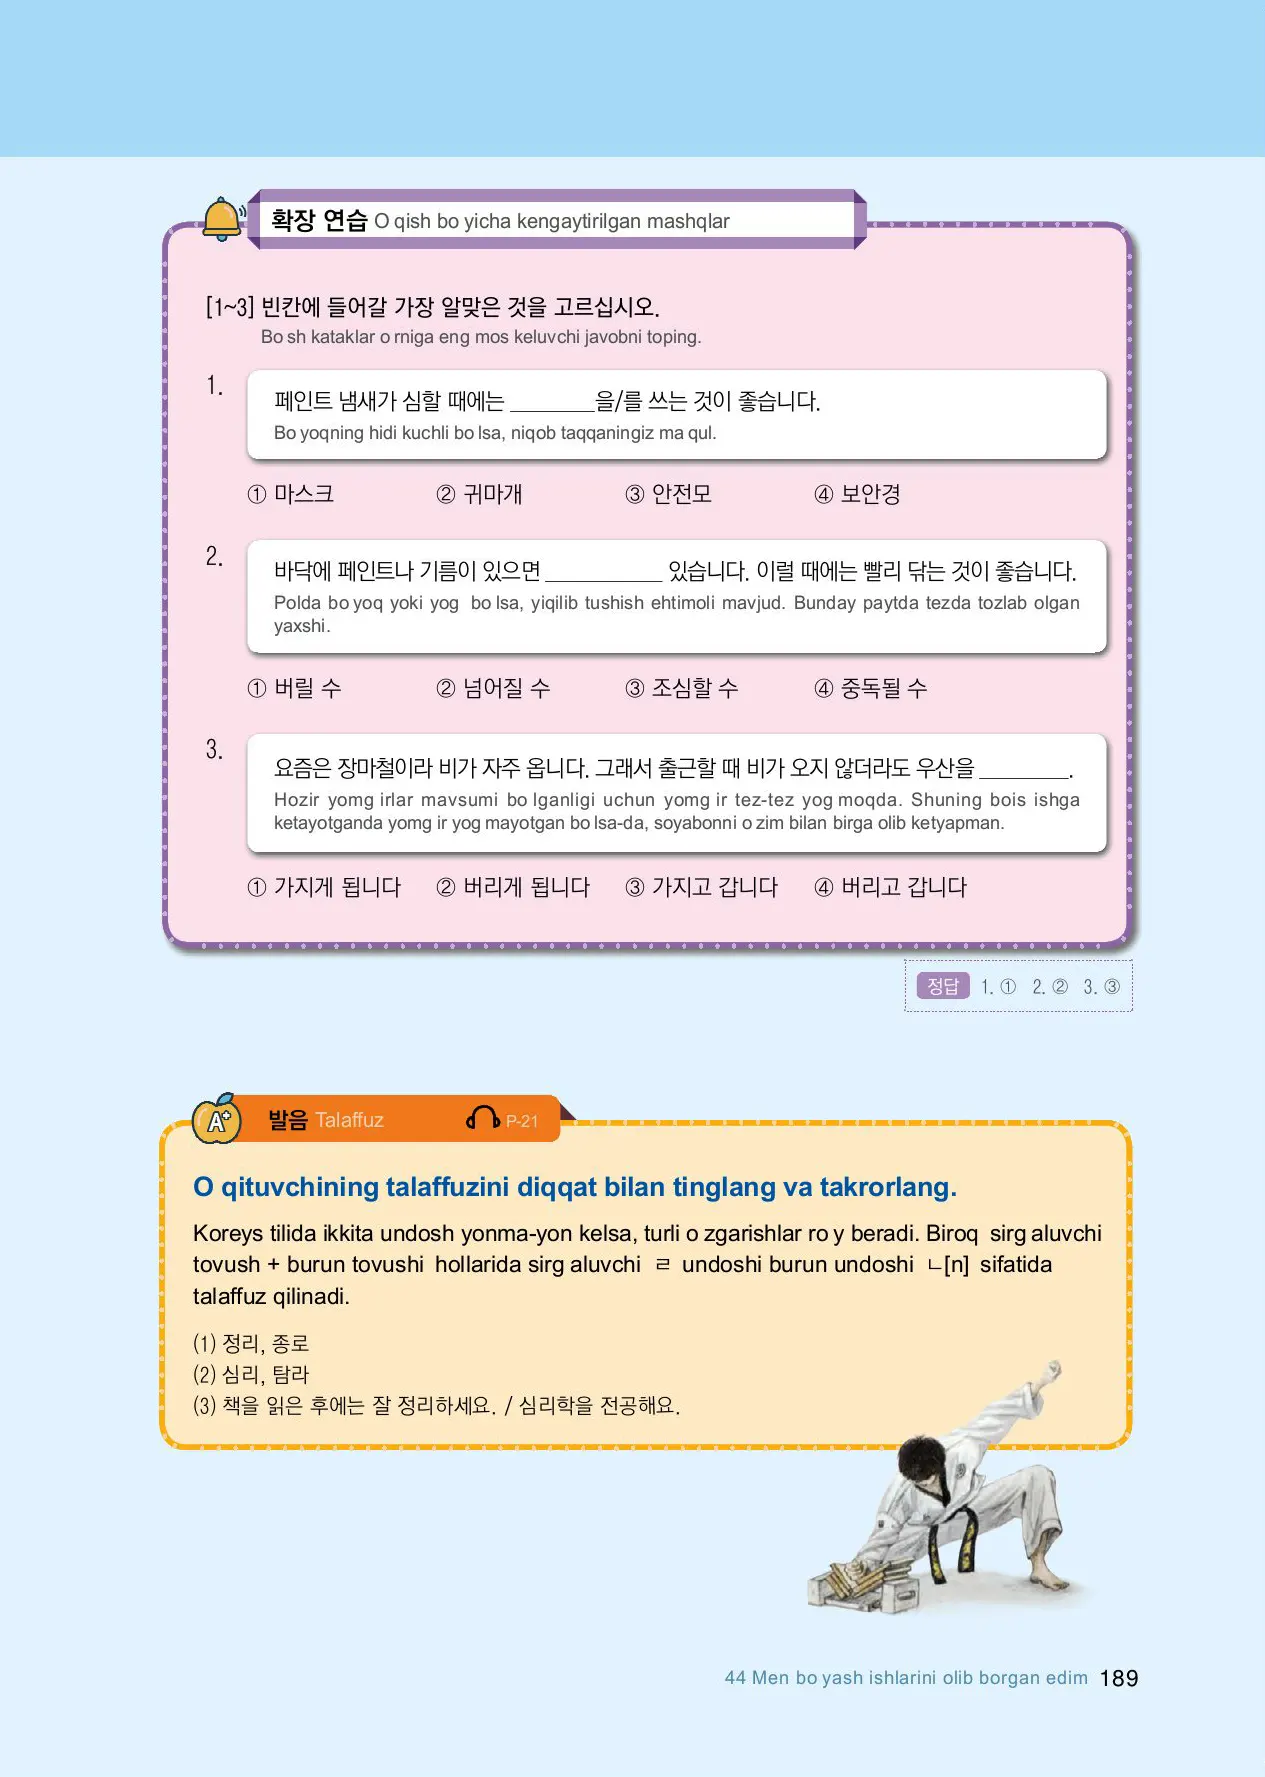 확장 연습 O qish bo yicha kengaytirilgan mashqlar
[1~3] 빈칸에 들어갈 가장 알맞은 것을 고르십시오.
Bo sh kataklar o rniga eng mos keluvchi javobni toping.
1.
페인트 냄새가 심할 때에는 ________을/를 쓰는 것이 좋습니다.
Bo yoqning hidi kuchli bo lsa, niqob taqqaningiz ma qul.
① 마스크 ② 귀마개 ③ 안전모 ④ 보안경
2.
바닥에 페인트나 기름이 있으면 ___________ 있습니다. 이럴 때에는 빨리 닦는 것이 좋습니다.
Polda bo yoq yoki yog bo lsa, yiqilib tushish ehtimoli mavjud. Bunday paytda tezda tozlab olgan
yaxshi.
① 버릴 수 ② 넘어질 수 ③ 조심할 수 ④ 중독될 수
3.
요즘은 장마철이라 비가 자주 옵니다. 그래서 출근할 때 비가 오지 않더라도 우산을 ________.
Hozir yomg irlar mavsumi bo lganligi uchun yomg ir tez-tez yog moqda. Shuning bois ishga
ketayotganda yomg ir yog mayotgan bo lsa-da, soyabonni o zim bilan birga olib ketyapman.
① 가지게 됩니다 ② 버리게 됩니다 ③ 가지고 갑니다 ④ 버리고 갑니다
정답 1. ① 2. ② 3. ③
A+ 발음 Talaffuz P-21
O qituvchining talaffuzini diqqat bilan tinglang va takrorlang.
Koreys tilida ikkita undosh yonma-yon kelsa, turli o zgarishlar ro y beradi. Biroq sirg aluvchi
tovush + burun tovushi hollarida sirg aluvchi ㄹ undoshi burun undoshi ㄴ[n] sifatida
talaffuz qilinadi.
(1) 정리, 종로
(2) 심리, 탐라
(3) 책을 읽은 후에는 잘 정리하세요. / 심리학을 전공해요.
44 Men bo yash ishlarini olib borgan edim 189